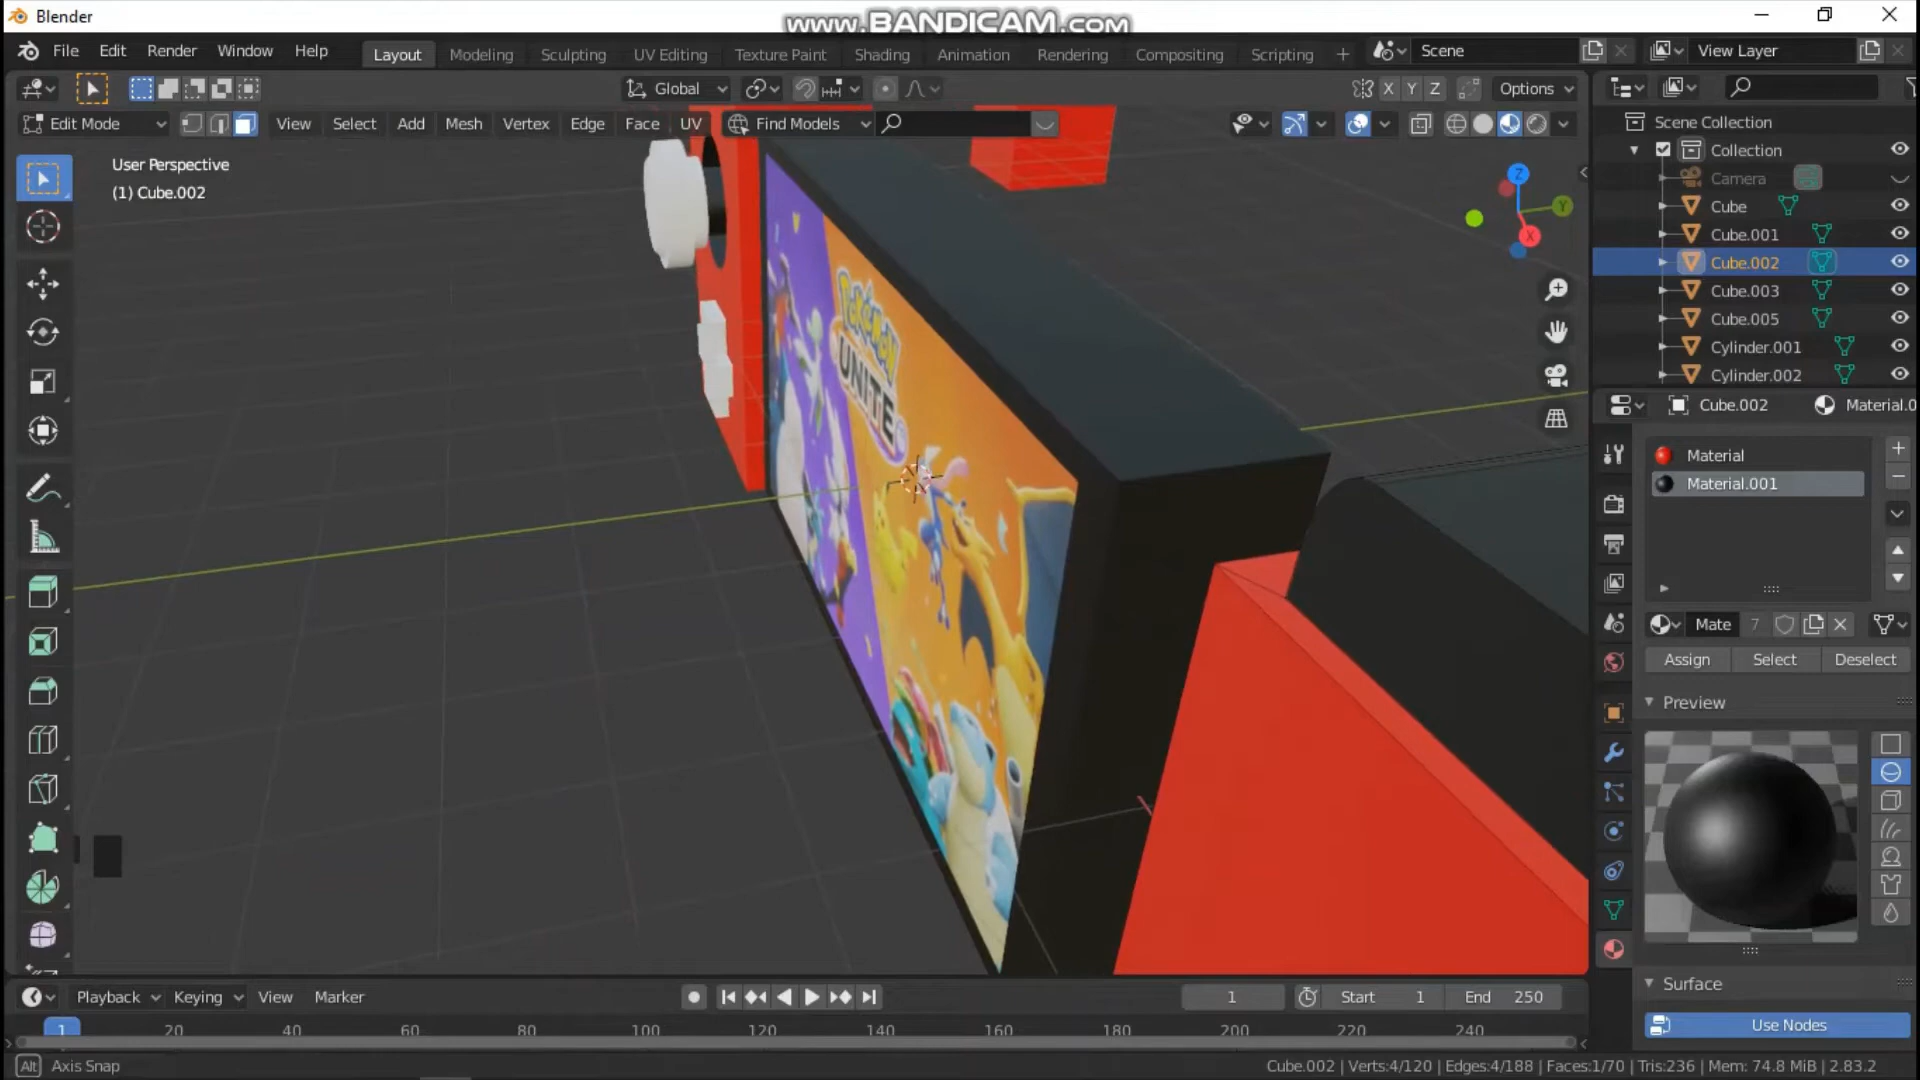 Blender
www.BANDICAM.com
File Edit Render Window Help
Layout Modeling Sculpting UV Editing Texture Paint Shading Animation Rendering Compositing Scripting +
Scene
View Layer
Global
X Y Z
Options
Edit Mode
View Select Add Mesh Vertex Edge Face UV
Find Models
User Perspective
(1) Cube.002
Z
Y
X
POKÉMON
UNITE
Scene Collection
Collection
Camera
Cube
Cube.001
Cube.002
Cube.003
Cube.005
Cylinder.001
Cylinder.002
Cube.002 Material.0
Material
Material.001
Mate 7
Assign Select Deselect
Preview
Surface
Use Nodes
Playback Keying View Marker
1
Start 1
End 250
1 20 40 60 80 100 120 140 160 180 200 220 240
Alt Axis Snap
Cube.002 | Verts:4/120 | Edges:4/188 | Faces:1/70 | Tris:236 | Mem: 74.8 MiB | 2.83.2